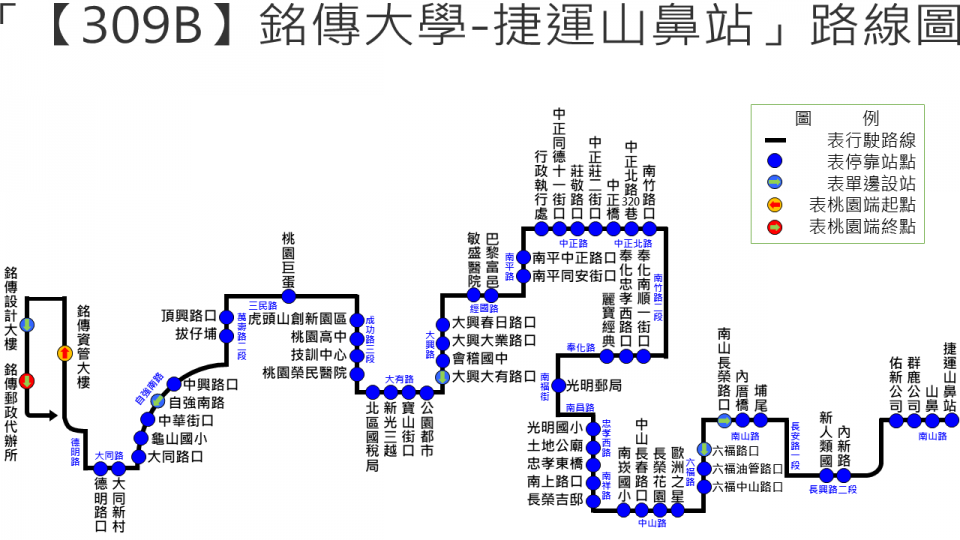 「【309B】銘傳大學-捷運山鼻站」路線圖
圖 例
表行駛路線
表停靠站點
表單邊設站
表桃園端起點
表桃園端終點
銘傳設計大樓
銘傳郵政代辦所
銘傳資管大樓
德明路
德明路口
大同新村
大同路
大同路口
龜山國小
中華街口
自強南路
中興路口
自強南路
拔仔埔
頂興路口
萬壽路二段
三民路
桃園巨蛋
虎頭山創新園區
桃園高中
技訓中心
桃園榮民醫院
成功路三段
大有路
北區國稅局
新光三越
寶山街口
公園都市
大興大有路口
會稽國中
大興大業路口
大興春日路口
大興路
敏盛醫院
巴黎富邑
經國路
南平路
南平同安街口
南平中正路口
行政執行處
中正同德十一街口
莊敬路口
中正莊二街口
中正橋
中正北路320巷
南竹路口
中正路
中正北路
南竹路二段
奉化南順一街口
奉化忠孝西路口
麗寶經典
奉化路
南福街
光明郵局
南昌路
光明國小
土地公廟
忠孝東橋
南上路口
長榮吉邸
忠孝西路
南祥路
南崁國小
中山長春路口
長榮花園
歐洲之星
中山路
六福路
六福中山路口
六福油管路口
六福路口
南山長榮路口
內厝橋
埔尾
南山路
長安路一段
新人類國
內新路
長興路二段
佑新公司
群鹿公司
山鼻
捷運山鼻站
南山路